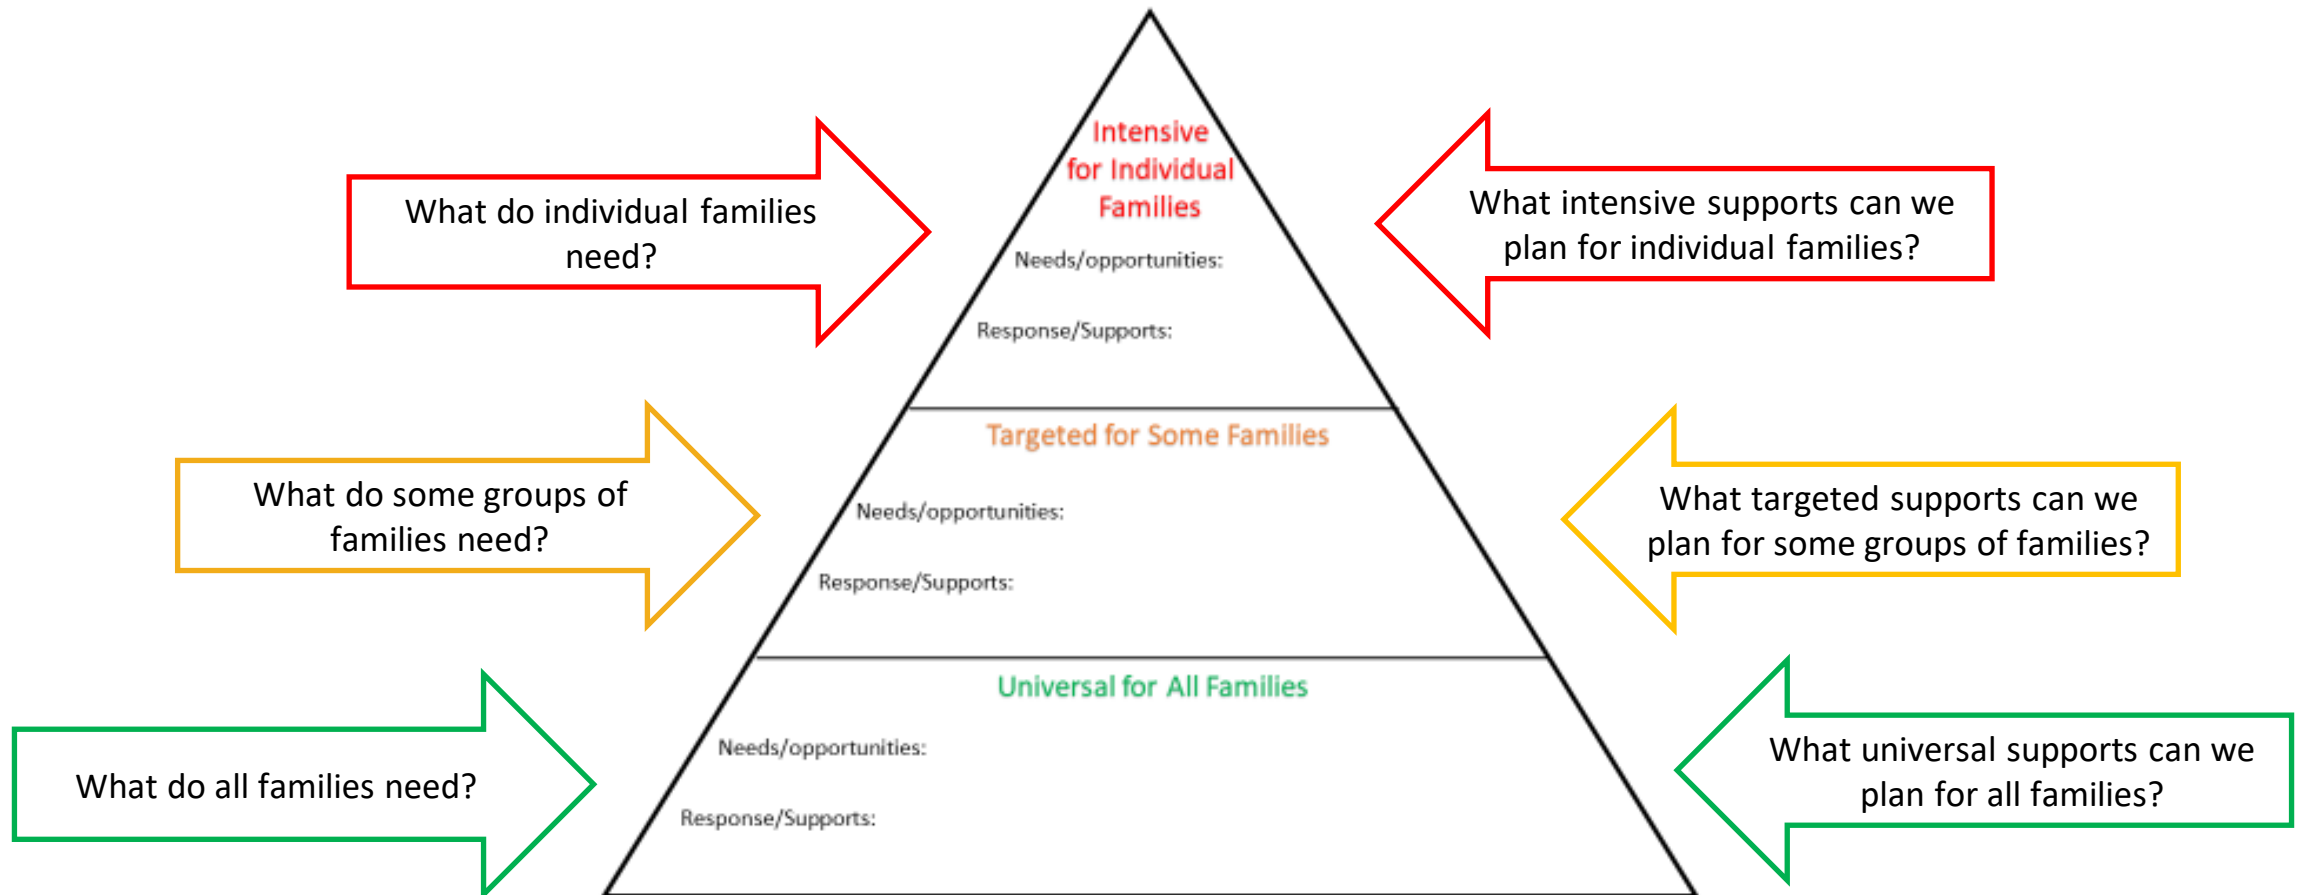 Intensive
for Individual
Families
What do individual families
need?
What intensive supports can we
plan for individual families?
Needs/opportunities:
Response/Supports:
Targeted for Some Families
What do some groups of
families need?
What targeted supports can we
plan for some groups of families?
Needs/opportunities:
Response/Supports:
Universal for All Families
What do all families need?
What universal supports can we
plan for all families?
Needs/opportunities:
Response/Supports: